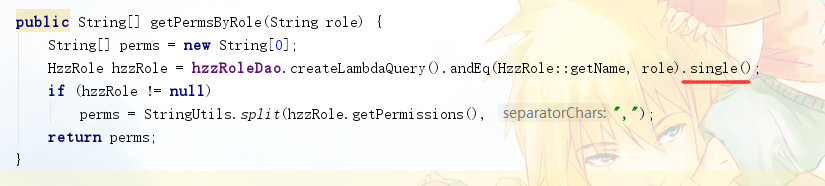 public String[] getPermsByRole(String role) {
    String[] perms = new String[0];
    HzzRole hzzRole = hzzRoleDao.createLambdaQuery().andEq(HzzRole::getName, role).single();
    if (hzzRole != null)
        perms = StringUtils.split(hzzRole.getPermissions(), separatorChars: ",");
    return perms;
}